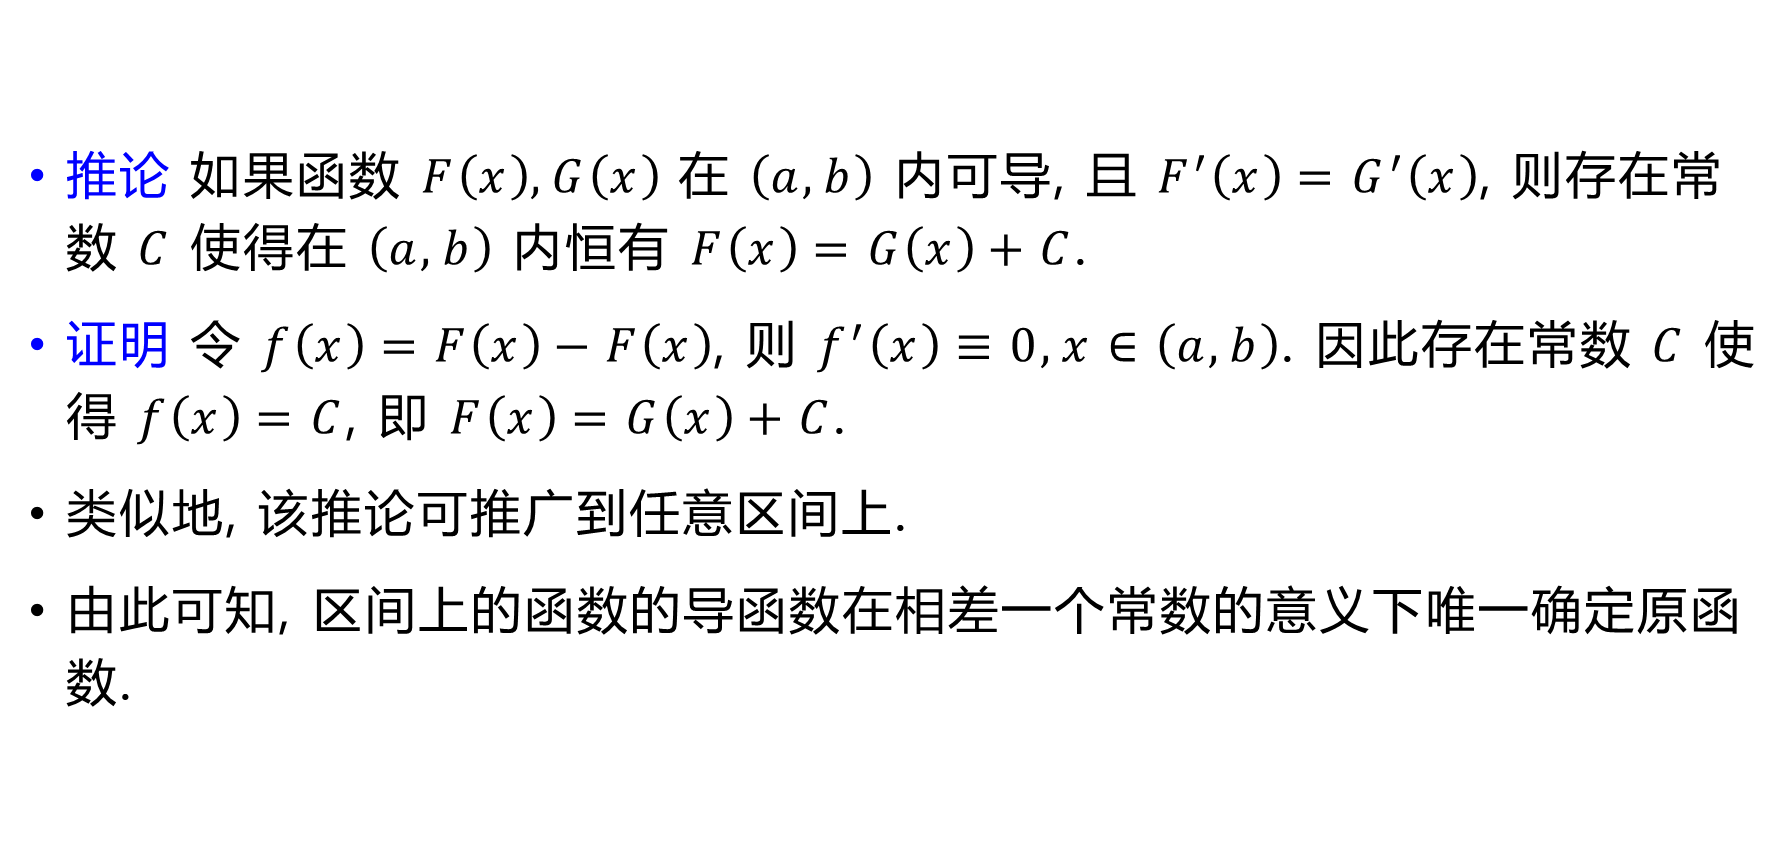 • 推论 如果函数 F(x), G(x) 在 (a, b) 内可导, 且 F′(x) = G′(x), 则存在常
数 C 使得在 (a, b) 内恒有 F(x) = G(x) + C.
• 证明 令 f(x) = F(x) − F(x), 则 f′(x) ≡ 0, x ∈ (a, b). 因此存在常数 C 使
得 f(x) = C, 即 F(x) = G(x) + C.
• 类似地, 该推论可推广到任意区间上.
• 由此可知, 区间上的函数的导函数在相差一个常数的意义下唯一确定原函
数.